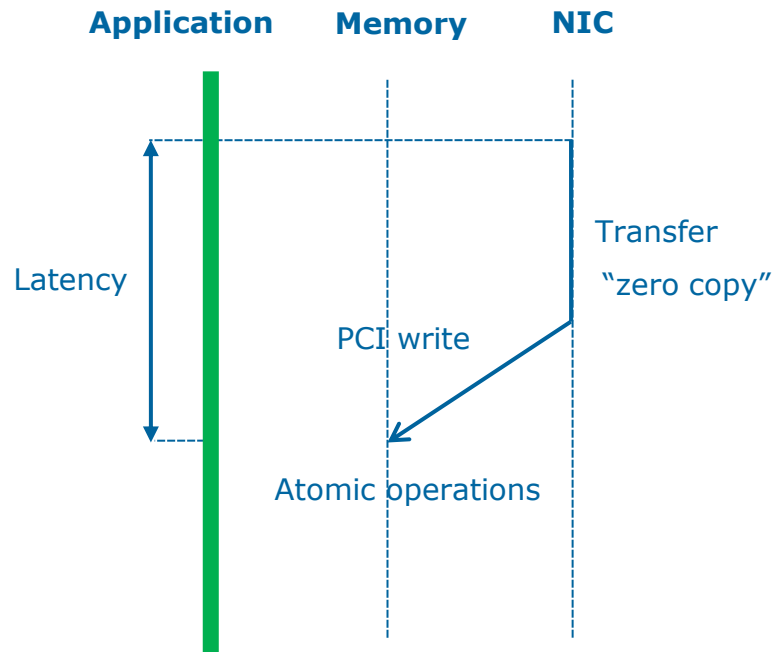 Application Memory NIC
Transfer
“zero copy”
Latency
PCI write
Atomic operations